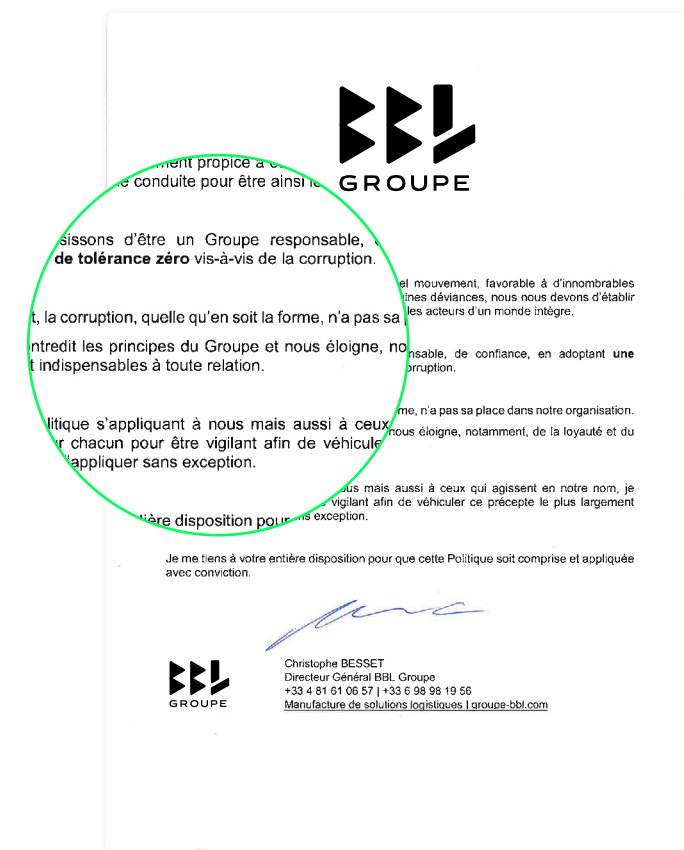 BBL
GROUPE
ment propice à
conduite pour être ainsi
sissons d'être un Groupe responsable,
de tolérance zéro vis-à-vis de la corruption.
t, la corruption, quelle qu'en soit la forme, n'a pas sa
ntredit les principes du Groupe et nous éloigne, no
t indispensables à toute relation.
litique s'appliquant à nous mais aussi à ceux
r chacun pour être vigilant afin de véhicule
'appliquer sans exception.
ière disposition pour
el mouvement, favorable à d'innombrables
ines déviances, nous nous devons d'établir
les acteurs d'un monde intègre.
nsable, de confiance, en adoptant une
orruption.
me, n'a pas sa place dans notre organisation.
nous éloigne, notamment, de la loyauté et du
us mais aussi à ceux qui agissent en notre nom, je
vigilant afin de véhiculer ce précepte le plus largement
s exception.
Je me tiens à votre entière disposition pour que cette Politique soit comprise et appliquée
avec conviction.
BBL
GROUPE
Christophe BESSET
Directeur Général BBL Groupe
+33 4 81 61 06 57 | +33 6 98 98 19 56
Manufacture de solutions logistiques | groupe-bbl.com